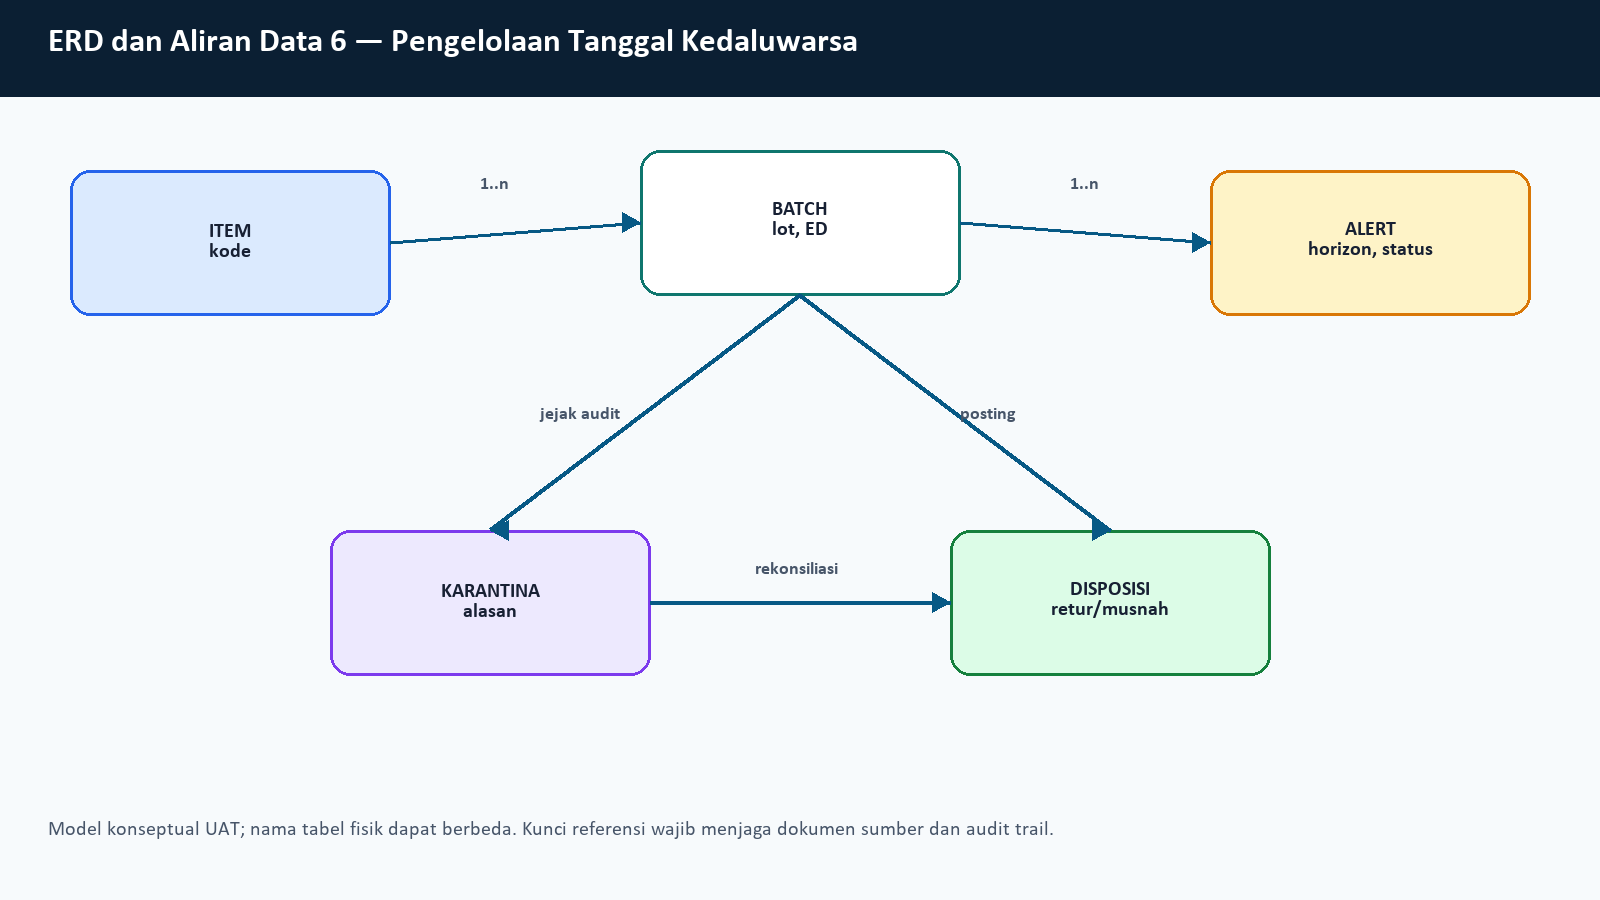 ERD dan Aliran Data 6 — Pengelolaan Tanggal Kedaluwarsa
ITEM
kode
1..n
BATCH
lot, ED
1..n
ALERT
horizon, status
jejak audit
posting
KARANTINA
alasan
rekonsiliasi
DISPOSISI
retur/musnah
Model konseptual UAT; nama tabel fisik dapat berbeda. Kunci referensi wajib menjaga dokumen sumber dan audit trail.